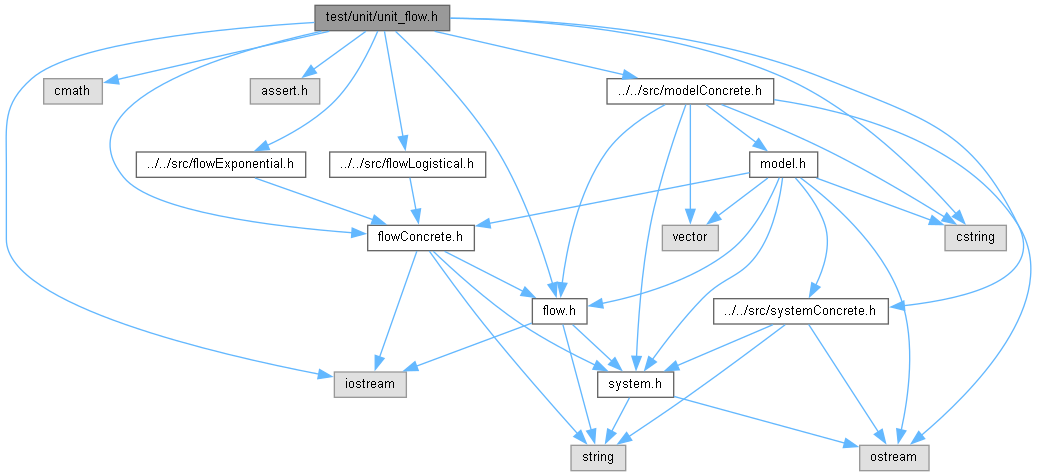 test/unit/unit_flow.h
cmath
assert.h
../../src/modelConcrete.h
../../src/flowExponential.h
../../src/flowLogistical.h
model.h
flowConcrete.h
vector
cstring
flow.h
../../src/systemConcrete.h
iostream
system.h
string
ostream